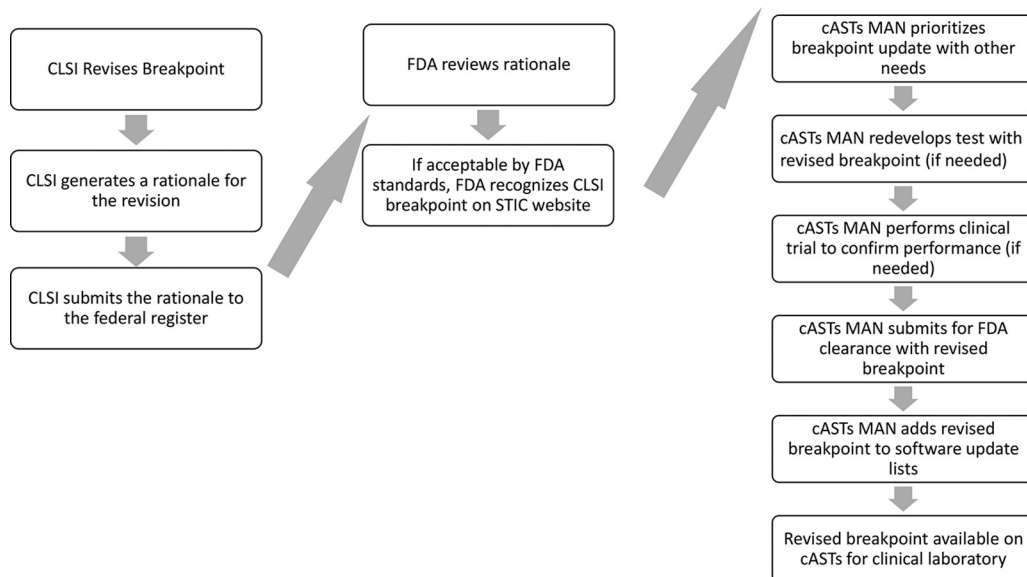 CLSI Revises Breakpoint
CLSI generates a rationale for
the revision
CLSI submits the rationale to
the federal register
FDA reviews rationale
If acceptable by FDA
standards, FDA recognizes CLSI
breakpoint on STIC website
cASTs MAN prioritizes
breakpoint update with other
needs
cASTs MAN redevelops test with
revised breakpoint (if needed)
cASTs MAN performs clinical
trial to confirm performance (if
needed)
cASTs MAN submits for FDA
clearance with revised
breakpoint
cASTs MAN adds revised
breakpoint to software update
lists
Revised breakpoint available on
cASTs for clinical laboratory